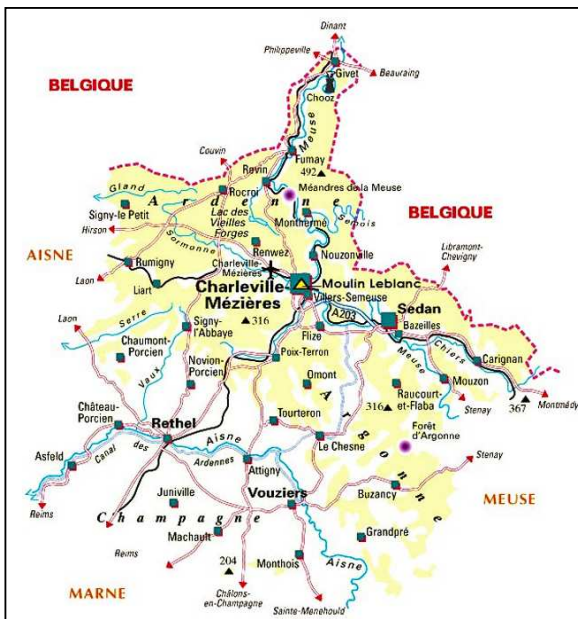 Dinant
Philippeville
Beauraing
Givet
BELGIQUE
Chooz
Meuse
Couvin
Fumay
492
Revin
Gland
Rocroi
Méandres de la Meuse
Ardenne
Signy-le Petit
Lac des
Vieilles
Forges
Monthermé
Semois
BELGIQUE
Hirson
Sormonne
AISNE
Renwez
Nouzonville
Libramont-
Chevigny
Rumigny
Charleville
Mézières
Laon
Liart
Charleville
Mézières
Moulin Leblanc
Villers-Semeuse
Sedan
A203
Bazeilles
Laon
Serre
Signy-
l'Abbaye
316
Flize
Meuse
Chiers
Chaumont-
Porcien
Poix-Terron
Carignan
Vaux
Novion-
Porcien
Omont
Mouzon
Raucourt-
et-Flaba
316
Stenay
367
Montmédy
Château-
Porcien
Tourteron
Argonne
Rethel
Forêt
d'Argonne
Aisne
Le Chesne
Asfeld
Canal des Ardennes
Attigny
Stenay
Reims
Juniville
Vouziers
Buzancy
MEUSE
Champagne
Machault
Grandpré
Reims
204
Monthois
Aisne
MARNE
Châlons-
en-Champagne
Sainte-Menehould